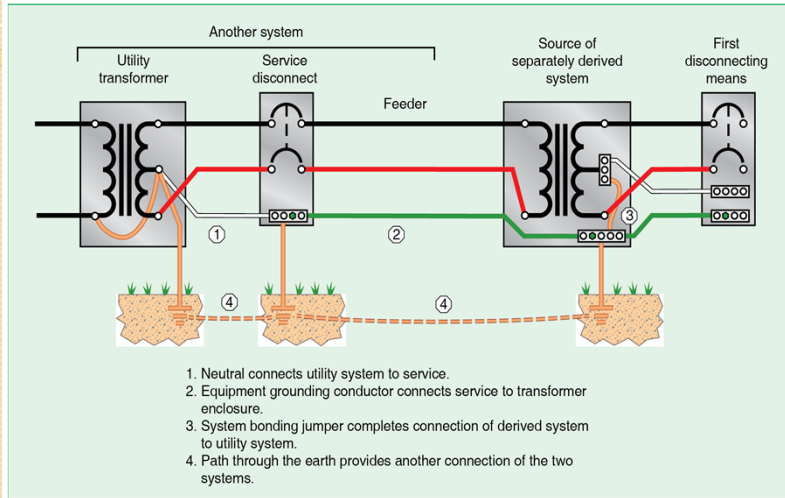 Another system
Utility
transformer
Service
disconnect
Feeder
Source of
separately derived
system
First
disconnecting
means
1
2
3
4
4
1. Neutral connects utility system to service.
2. Equipment grounding conductor connects service to transformer
enclosure.
3. System bonding jumper completes connection of derived system
to utility system.
4. Path through the earth provides another connection of the two
systems.